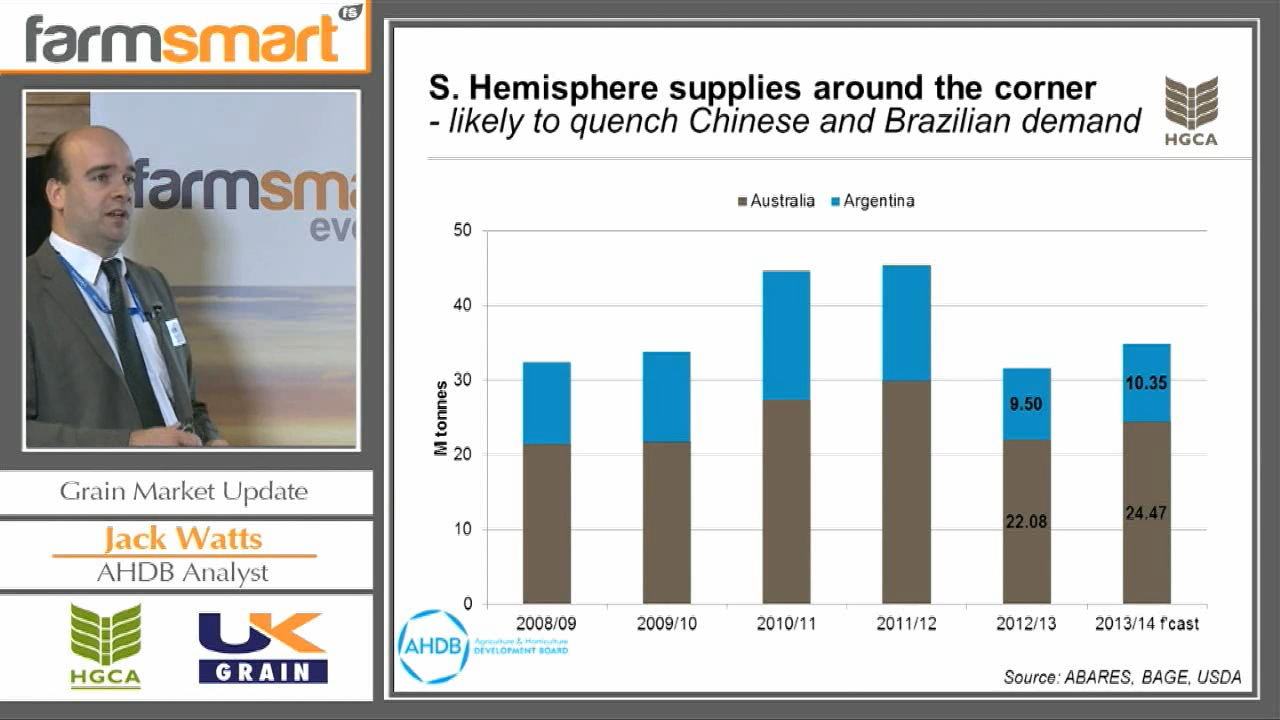 farmsmart fs
farmsma
eve
Grain Market Update
Jack Watts
AHDB Analyst
HGCA
UK
GRAIN
S. Hemisphere supplies around the corner
- likely to quench Chinese and Brazilian demand
HGCA
Australia Argentina
M tonnes
50
40
30
20
10
0
9.50
10.35
22.08
24.47
2008/09 2009/10 2010/11 2011/12 2012/13 2013/14 f'cast
AHDB
Agriculture & Horticulture
DEVELOPMENT BOARD
Source: ABARES, BAGE, USDA